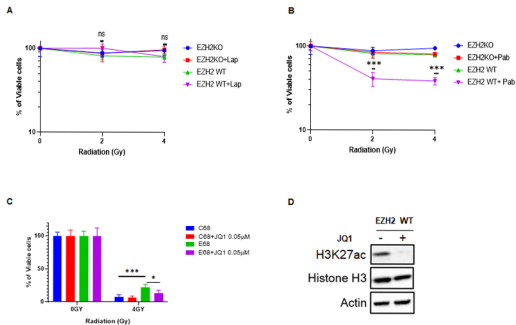 A
ns
ns
100
10
0
2
4
% of Viable cells
Radiation (Gy)
EZH2KO
EZH2KO+Lap
EZH2 WT
EZH2 WT+Lap
B
100
10
***
***
0
2
4
% of Viable cells
Radiation (Gy)
EZH2KO
EZH2KO+Pab
EZH2 WT
EZH2 WT+ Pab
C
100
50
0
***
*
0GY
4GY
% of Viable cells
Radiation (Gy)
C68
C68+JQ1 0.05µM
E68
E68+JQ1 0.05µM
D
EZH2 WT
JQ1 - +
H3K27ac
Histone H3
Actin